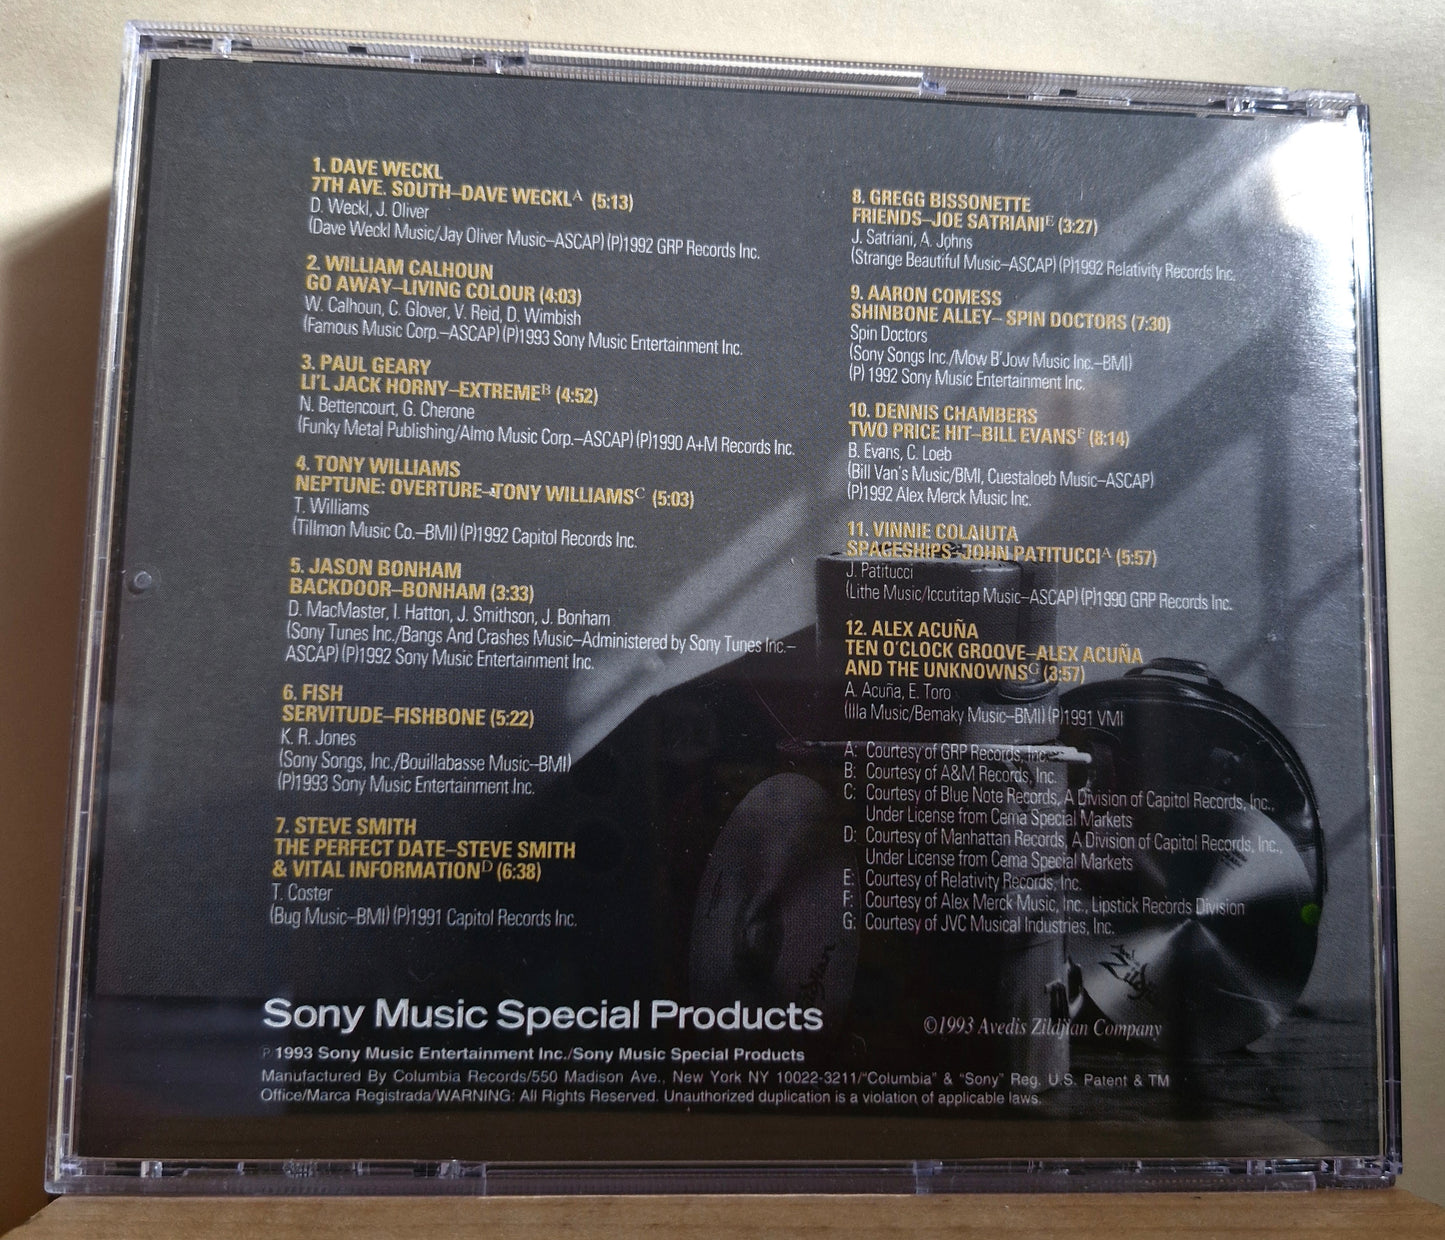 1. DAVE WECKL
7TH AVE. SOUTH–DAVE WECKL A (5:13)
D. Weckl, J. Oliver
(Dave Weckl Music/Jay Oliver Music–ASCAP) (P)1992 GRP Records Inc.
2. WILLIAM CALHOUN
GO AWAY–LIVING COLOUR (4:03)
W. Calhoun, C. Glover, V. Reid, D. Wimbish
(Famous Music Corp.–ASCAP) (P)1993 Sony Music Entertainment Inc.
3. PAUL GEARY
LI'L JACK HORNY–EXTREME B (4:52)
N. Bettencourt, G. Cherone
(Funky Metal Publishing/Almo Music Corp.–ASCAP) (P)1990 A+M Records Inc.
4. TONY WILLIAMS
NEPTUNE: OVERTURE–TONY WILLIAMS C (5:03)
T. Williams
(Tillmon Music Co.–BMI) (P)1992 Capitol Records Inc.
5. JASON BONHAM
BACKDOOR–BONHAM (3:33)
D. MacMaster, I. Hatton, J. Smithson, J. Bonham
(Sony Tunes Inc./Bangs And Crashes Music–Administered by Sony Tunes Inc.–
ASCAP) (P)1992 Sony Music Entertainment Inc.
6. FISH
SERVITUDE–FISHBONE (5:22)
K. R. Jones
(Sony Songs, Inc./Bouillabasse Music–BMI)
(P)1993 Sony Music Entertainment Inc.
7. STEVE SMITH
THE PERFECT DATE–STEVE SMITH
& VITAL INFORMATION D (6:38)
T. Coster
(Bug Music–BMI) (P)1991 Capitol Records Inc.
8. GREGG BISSONETTE
FRIENDS–JOE SATRIANI E (3:27)
J. Satriani, A. Johns
(Strange Beautiful Music–ASCAP) (P)1992 Relativity Records Inc.
9. AARON COMESS
SHINBONE ALLEY– SPIN DOCTORS (7:30)
Spin Doctors
(Sony Songs Inc./Mow B'Jow Music Inc.–BMI)
(P) 1992 Sony Music Entertainment Inc.
10. DENNIS CHAMBERS
TWO PRICE HIT–BILL EVANS F (8:14)
B. Evans, C. Loeb
(Bill Van's Music/BMI, Cuestaloeb Music–ASCAP)
(P)1992 Alex Merck Music Inc.
11. VINNIE COLAIUTA
SPACESHIPS–JOHN PATITUCCI A (5:57)
J. Patitucci
(Lithe Music/Iccutitap Music–ASCAP) (P)1990 GRP Records Inc.
12. ALEX ACUÑA
TEN O'CLOCK GROOVE–ALEX ACUÑA
AND THE UNKNOWNS G (3:57)
A. Acuña, E. Toro
(Illa Music/Bemaky Music–BMI) (P)1991 VMI
A: Courtesy of GRP Records, Inc.
B: Courtesy of A&M Records, Inc.
C: Courtesy of Blue Note Records, A Division of Capitol Records, Inc.,
Under License from Cema Special Markets
D: Courtesy of Manhattan Records, A Division of Capitol Records, Inc.,
Under License from Cema Special Markets
E: Courtesy of Relativity Records, Inc.
F: Courtesy of Alex Merck Music, Inc., Lipstick Records Division
G: Courtesy of JVC Musical Industries, Inc.
Zildjian
Sony Music Special Products
©1993 Avedis Zildjian Company
℗ 1993 Sony Music Entertainment Inc./Sony Music Special Products
Manufactured By Columbia Records/550 Madison Ave., New York NY 10022-3211/"Columbia" & "Sony" Reg. U.S. Patent & TM
Office/Marca Registrada/WARNING: All Rights Reserved. Unauthorized duplication is a violation of applicable laws.